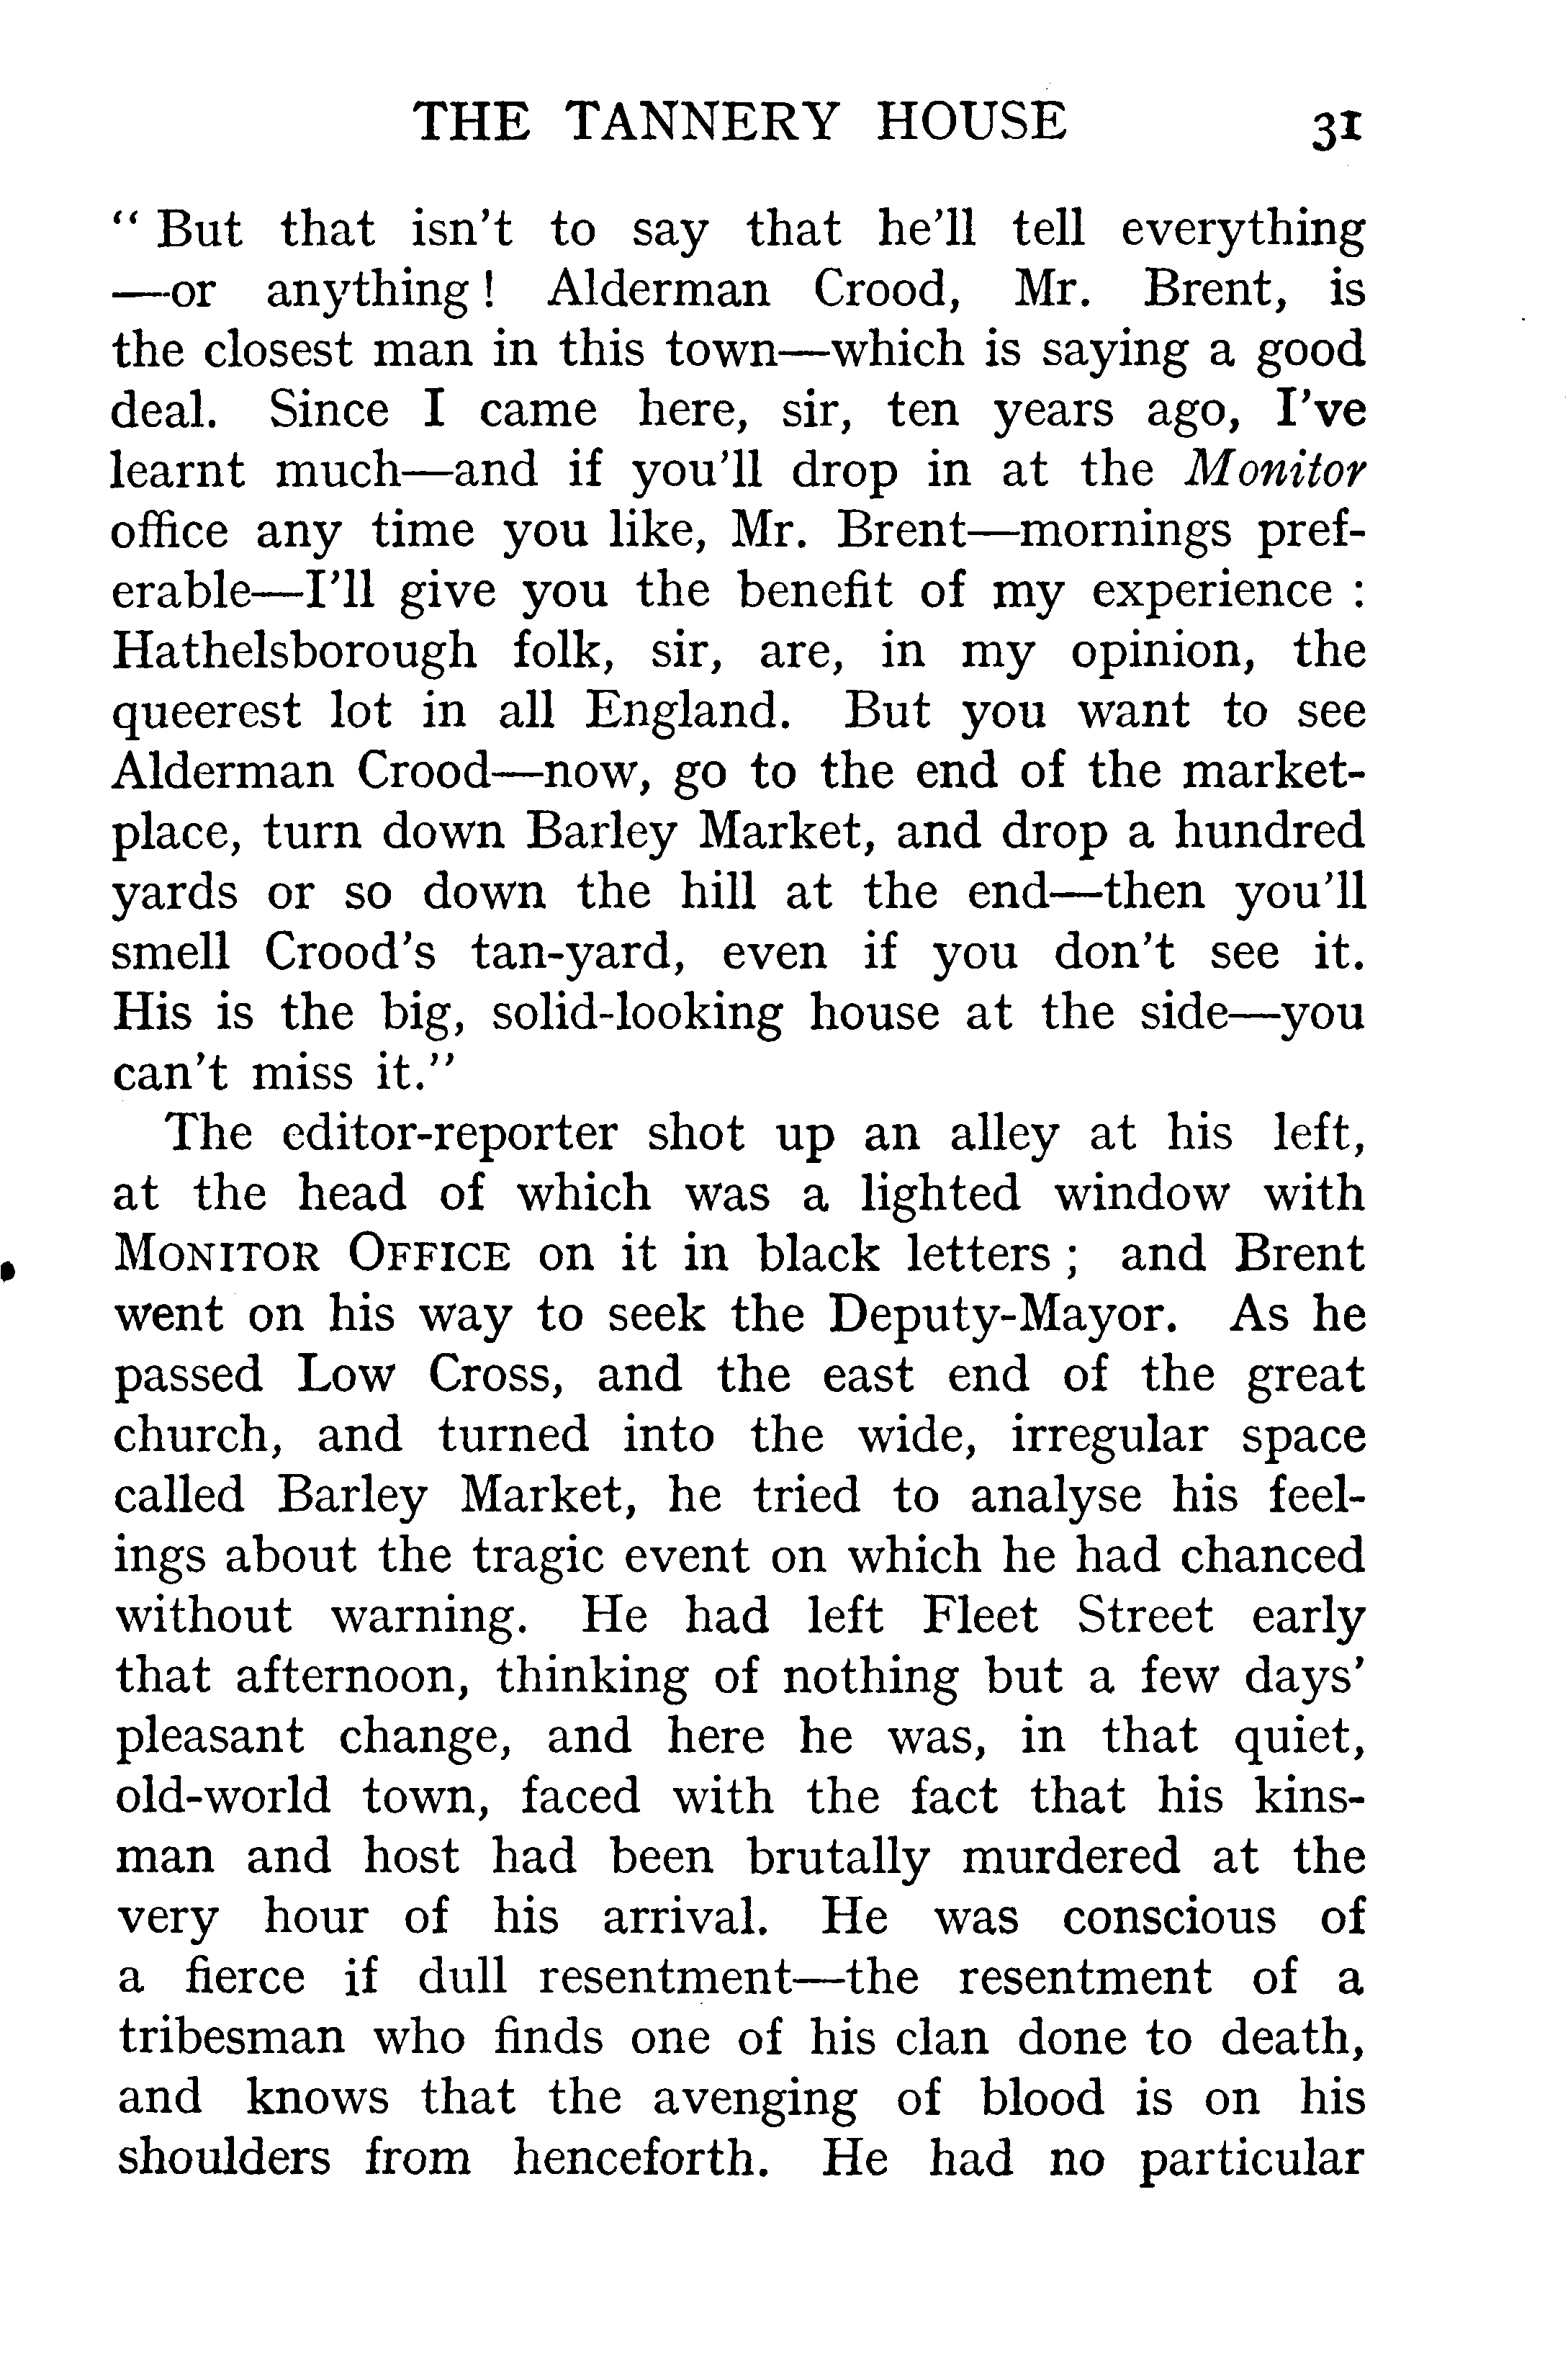 THE TANNERY HOUSE 31
“ But that isn't to say that he'll tell everything
—or anything ! Alderman Crood, Mr. Brent, is
the closest man in this town—which is saying a good
deal. Since I came here, sir, ten years ago, I've
learnt much—and if you'll drop in at the Monitor
office any time you like, Mr. Brent—mornings pref-
erable—I'll give you the benefit of my experience :
Hathelsborough folk, sir, are, in my opinion, the
queerest lot in all England. But you want to see
Alderman Crood—now, go to the end of the market-
place, turn down Barley Market, and drop a hundred
yards or so down the hill at the end—then you'll
smell Crood's tan-yard, even if you don't see it.
His is the big, solid-looking house at the side—you
can't miss it.”
The editor-reporter shot up an alley at his left,
at the head of which was a lighted window with
MONITOR OFFICE on it in black letters ; and Brent
went on his way to seek the Deputy-Mayor. As he
passed Low Cross, and the east end of the great
church, and turned into the wide, irregular space
called Barley Market, he tried to analyse his feel-
ings about the tragic event on which he had chanced
without warning. He had left Fleet Street early
that afternoon, thinking of nothing but a few days'
pleasant change, and here he was, in that quiet,
old-world town, faced with the fact that his kins-
man and host had been brutally murdered at the
very hour of his arrival. He was conscious of
a fierce if dull resentment—the resentment of a
tribesman who finds one of his clan done to death,
and knows that the avenging of blood is on his
shoulders from henceforth. He had no particular